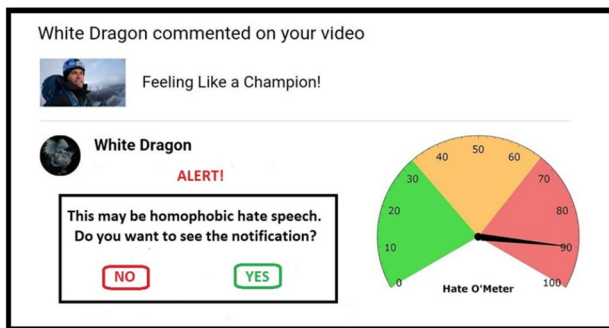 White Dragon commented on your video
Feeling Like a Champion!
White Dragon
ALERT!
This may be homophobic hate speech.
Do you want to see the notification?
NO
YES
0
10
20
30
40
50
60
70
80
90
100
Hate O'Meter